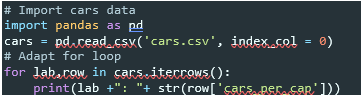 # Import cars data
import pandas as pd
cars = pd.read_csv('cars.csv', index_col = 0)
# Adapt for loop
for lab,row in cars.iterrows():
    print(lab +": "+ str(row['cars_per_cap']))